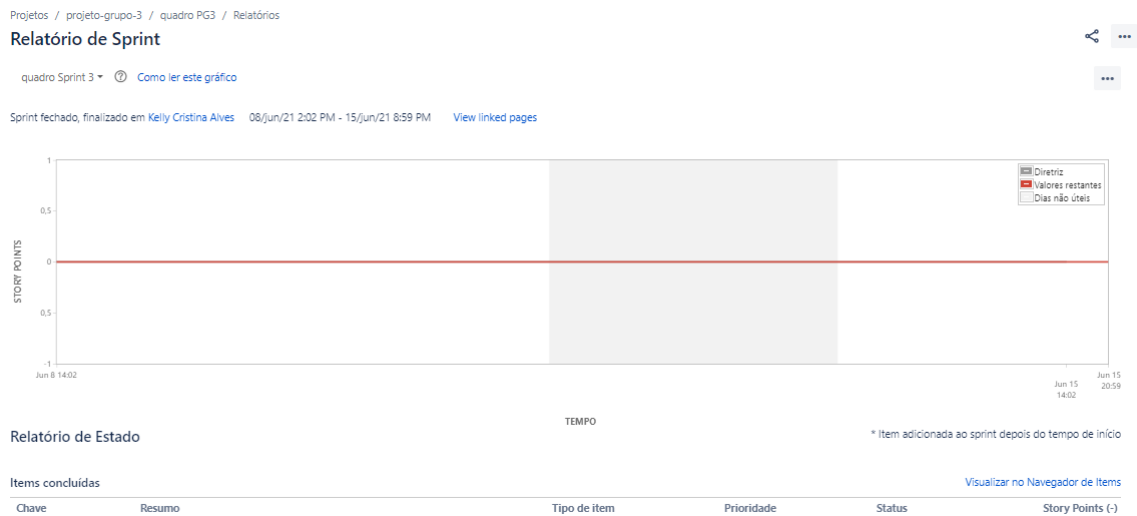 Projetos / projeto-grupo-3 / quadro PG3 / Relatórios
Relatório de Sprint
quadro Sprint 3 Como ler este gráfico
Sprint fechado, finalizado em Kelly Cristina Alves 08/jun/21 2:02 PM - 15/jun/21 8:59 PM View linked pages
STORY POINTS
1
0,5
0
0,5
-1
Diretriz
Valores restantes
Dias não úteis
Jun 8 14:02
Jun 15
14:02
Jun 15
20:59
TEMPO
Relatório de Estado
* Item adicionada ao sprint depois do tempo de início
Items concluídas
Visualizar no Navegador de Items
Chave Resumo Tipo de item Prioridade Status Story Points (-)